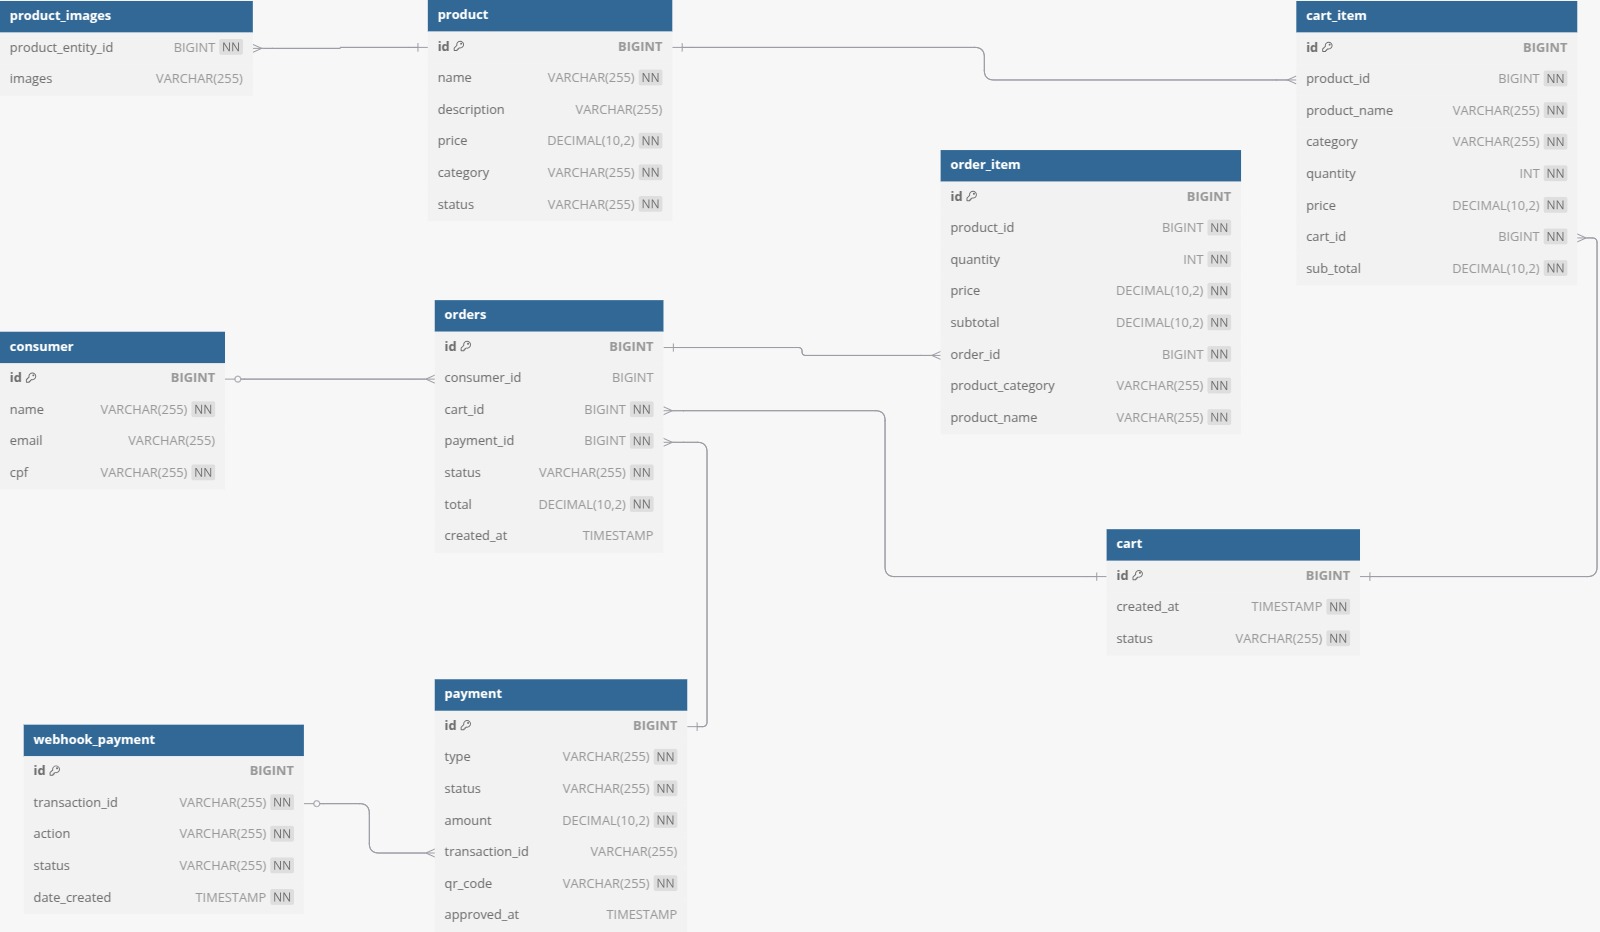 product_images
product_entity_id BIGINT NN
images VARCHAR(255)
product
id BIGINT
name VARCHAR(255) NN
description VARCHAR(255)
price DECIMAL(10,2) NN
category VARCHAR(255) NN
status VARCHAR(255) NN
cart_item
id BIGINT
product_id BIGINT NN
product_name VARCHAR(255) NN
category VARCHAR(255) NN
quantity INT NN
price DECIMAL(10,2) NN
cart_id BIGINT NN
sub_total DECIMAL(10,2) NN
order_item
id BIGINT
product_id BIGINT NN
quantity INT NN
price DECIMAL(10,2) NN
subtotal DECIMAL(10,2) NN
order_id BIGINT NN
product_category VARCHAR(255) NN
product_name VARCHAR(255) NN
consumer
id BIGINT
name VARCHAR(255) NN
email VARCHAR(255)
cpf VARCHAR(255) NN
orders
id BIGINT
consumer_id BIGINT
cart_id BIGINT NN
payment_id BIGINT NN
status VARCHAR(255) NN
total DECIMAL(10,2) NN
created_at TIMESTAMP
cart
id BIGINT
created_at TIMESTAMP NN
status VARCHAR(255) NN
webhook_payment
id BIGINT
transaction_id VARCHAR(255) NN
action VARCHAR(255) NN
status VARCHAR(255) NN
date_created TIMESTAMP NN
payment
id BIGINT
type VARCHAR(255) NN
status VARCHAR(255) NN
amount DECIMAL(10,2) NN
transaction_id VARCHAR(255)
qr_code VARCHAR(255) NN
approved_at TIMESTAMP